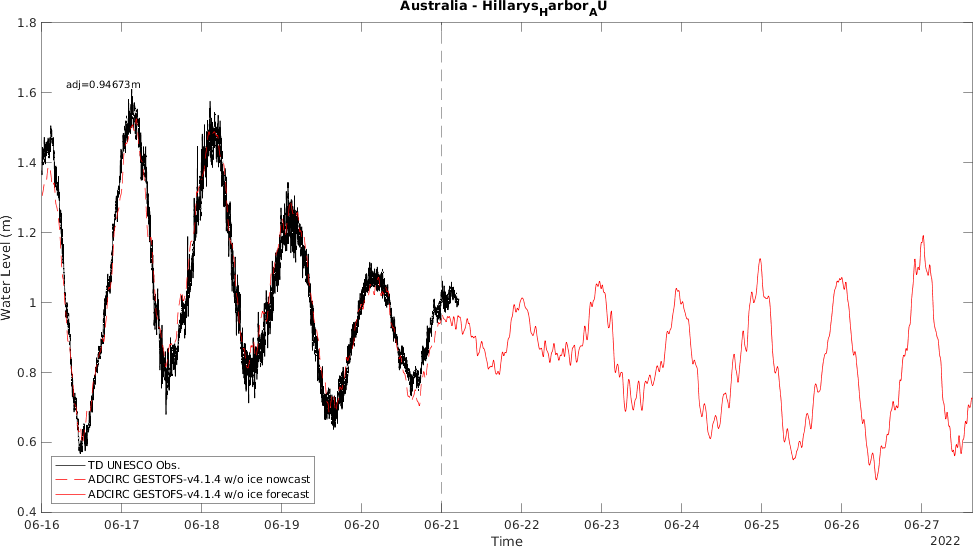 Australia - HillarysHarborAU
1.8
adj=0.94673m
1.6
1.4
1.2
1
0.8
0.6
0.4
Water Level (m)
TD UNESCO Obs.
ADCIRC GESTOFS-v4.1.4 w/o ice nowcast
ADCIRC GESTOFS-v4.1.4 w/o ice forecast
06-16 06-17 06-18 06-19 06-20 06-21 06-22 06-23 06-24 06-25 06-26 06-27
Time
2022